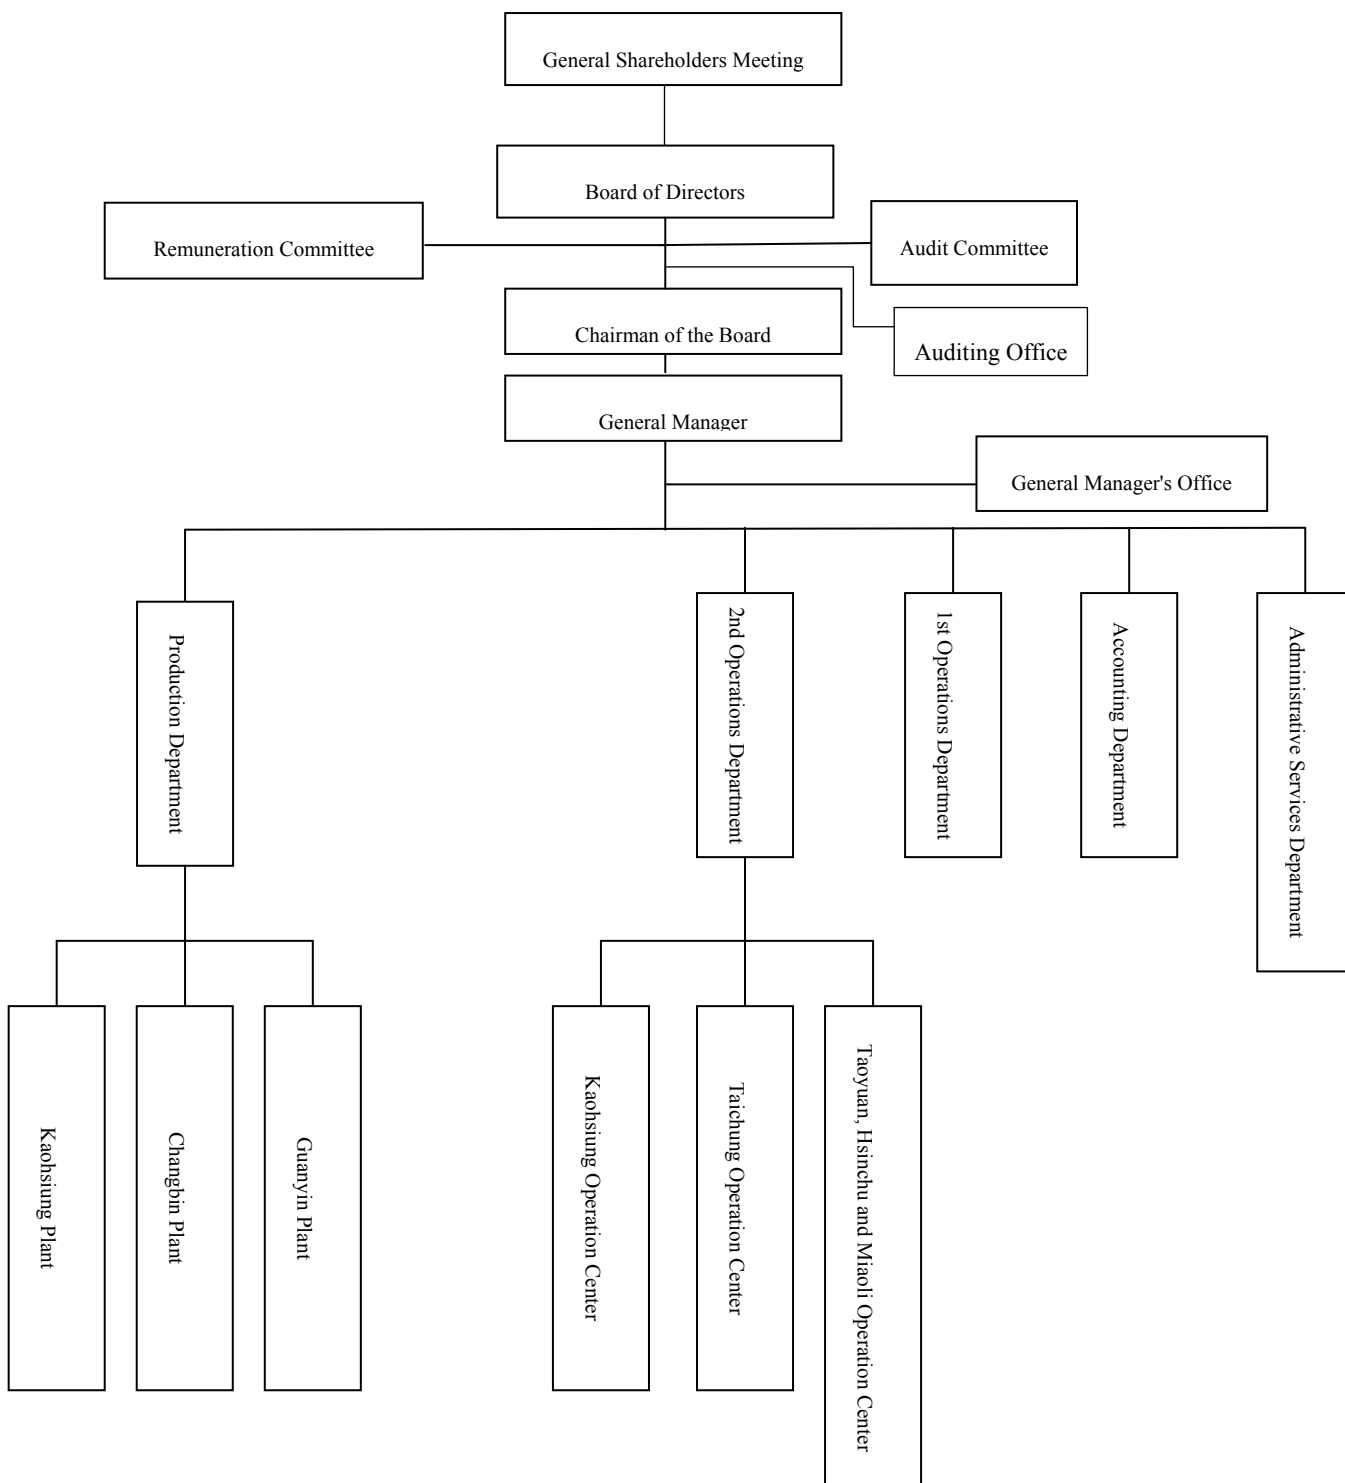 General Shareholders Meeting
Board of Directors
Remuneration Committee
Audit Committee
Chairman of the Board
Auditing Office
General Manager
General Manager's Office
Production Department
2nd Operations Department
1st Operations Department
Accounting Department
Administrative Services Department
Kaohsiung Plant
Changbin Plant
Guanyin Plant
Kaohsiung Operation Center
Taichung Operation Center
Taoyuan, Hsinchu and Miaoli Operation Center